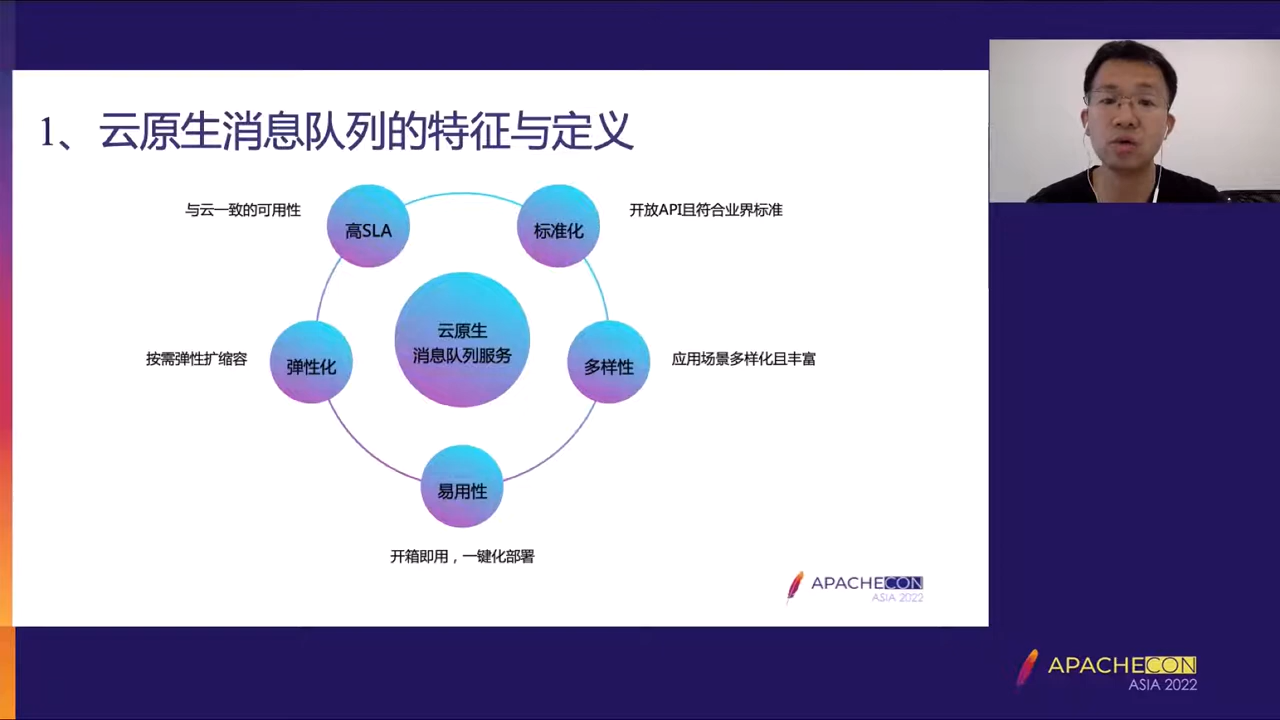 1、云原生消息队列的特征与定义
与云一致的可用性
高SLA
标准化
开放API且符合业界标准
云原生
消息队列服务
按需弹性扩缩容
弹性化
多样性
应用场景多样化且丰富
易用性
开箱即用，一键化部署
APACHECON
ASIA 2022
APACHECON
ASIA 2022